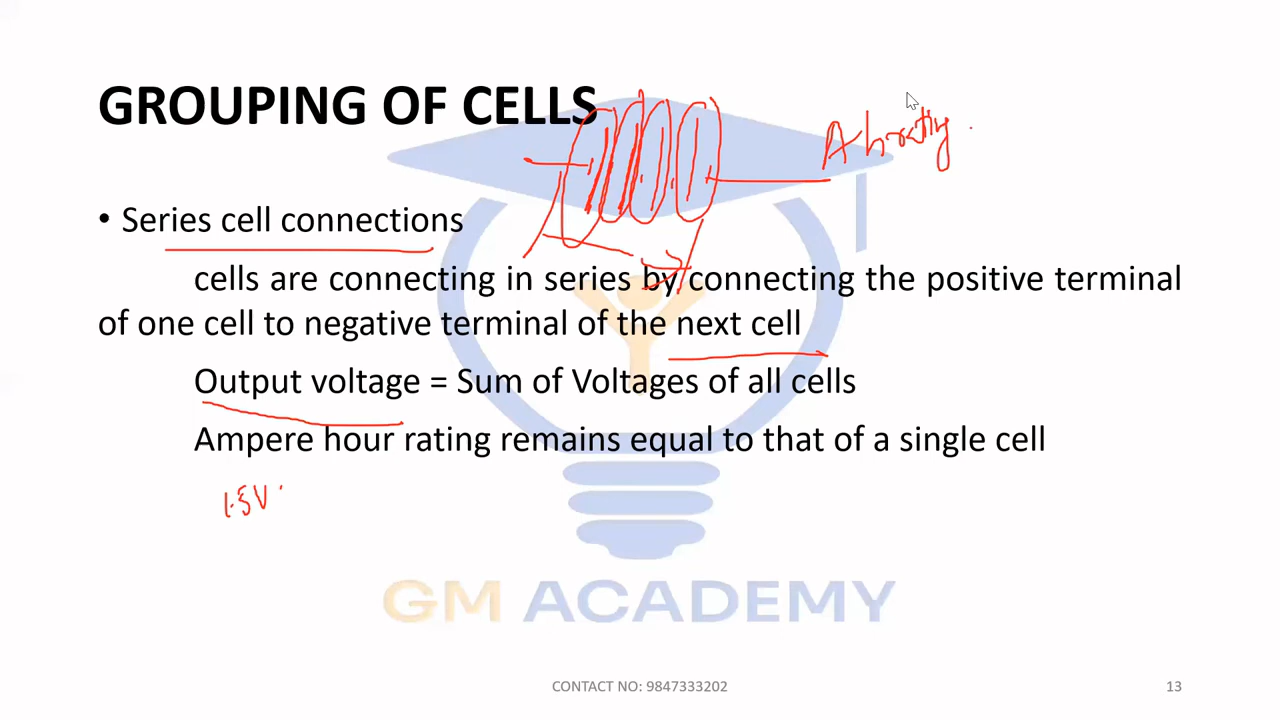 GROUPING OF CELLS
Ah rating
• Series cell connections
cells are connecting in series by connecting the positive terminal
of one cell to negative terminal of the next cell
Output voltage = Sum of Voltages of all cells
Ampere hour rating remains equal to that of a single cell
1.5V
GM ACADEMY
CONTACT NO: 9847333202
13